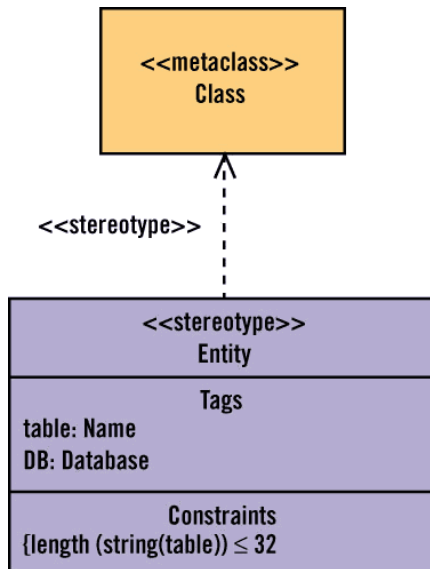 <<metaclass>>
Class
<<stereotype>>
<<stereotype>>
Entity
Tags
table: Name
DB: Database
Constraints
{length (string(table)) ≤ 32